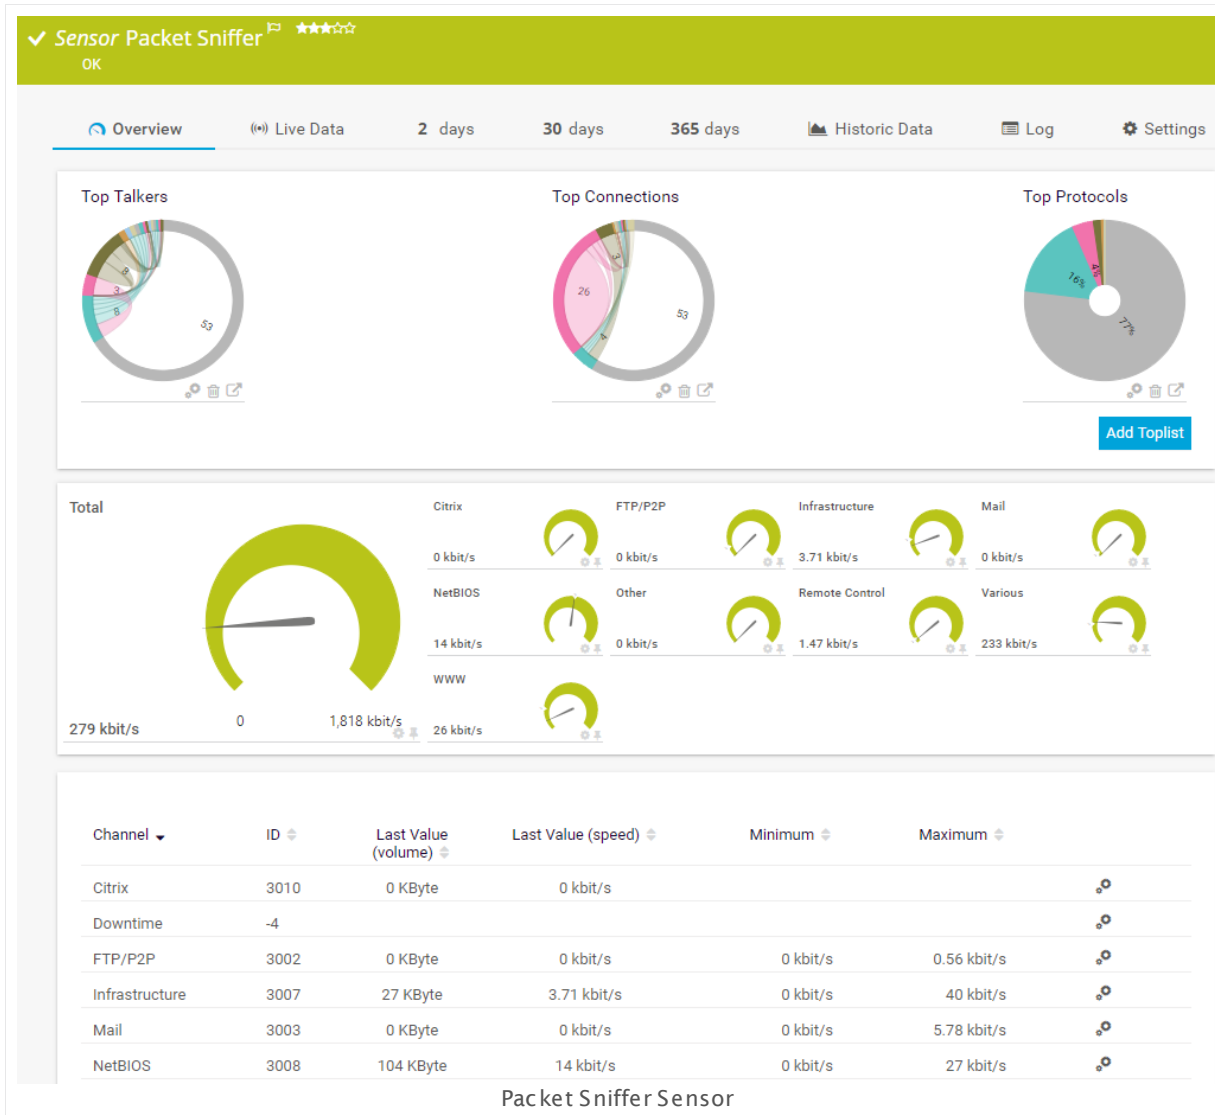 Sensor Packet Sniffer
OK
Overview Live Data 2 days 30 days 365 days Historic Data Log Settings
Top Talkers Top Connections Top Protocols
53 8 3 8
53 26 3 4
77% 16% 4%
Add Toplist
Total
279 kbit/s
0 1,818 kbit/s
Citrix FTP/P2P Infrastructure Mail
0 kbit/s 0 kbit/s 3.71 kbit/s 0 kbit/s
NetBIOS Other Remote Control Various
14 kbit/s 0 kbit/s 1.47 kbit/s 233 kbit/s
WWW
26 kbit/s
Channel ID Last Value (volume) Last Value (speed) Minimum Maximum
Citrix 3010 0 KByte 0 kbit/s
Downtime -4
FTP/P2P 3002 0 KByte 0 kbit/s 0 kbit/s 0.56 kbit/s
Infrastructure 3007 27 KByte 3.71 kbit/s 0 kbit/s 40 kbit/s
Mail 3003 0 KByte 0 kbit/s 0 kbit/s 5.78 kbit/s
NetBIOS 3008 104 KByte 14 kbit/s 0 kbit/s 27 kbit/s
Packet Sniffer Sensor